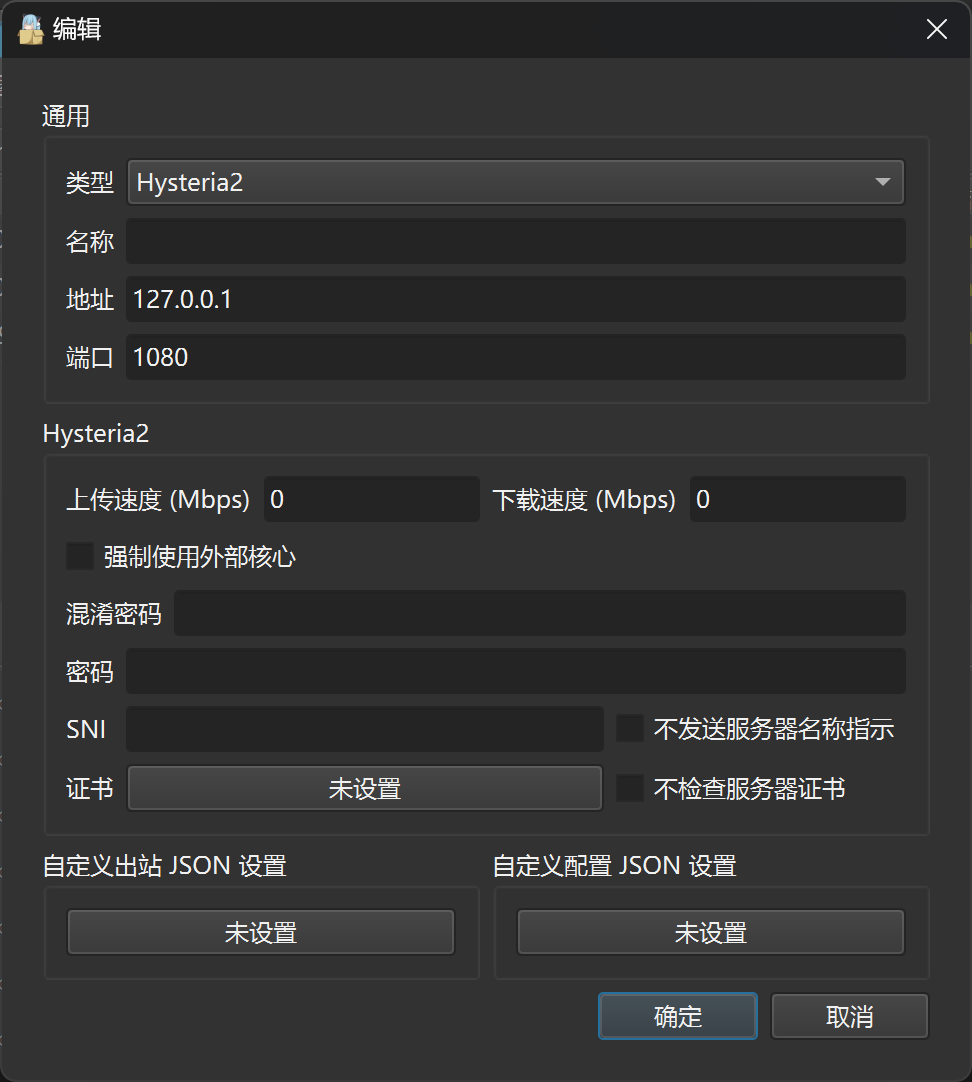 编辑
通用
类型 Hysteria2
名称
地址 127.0.0.1
端口 1080
Hysteria2
上传速度 (Mbps) 0 下载速度 (Mbps) 0
强制使用外部核心
混淆密码
密码
SNI 不发送服务器名称指示
证书 未设置 不检查服务器证书
自定义出站 JSON 设置 自定义配置 JSON 设置
未设置 未设置
确定 取消